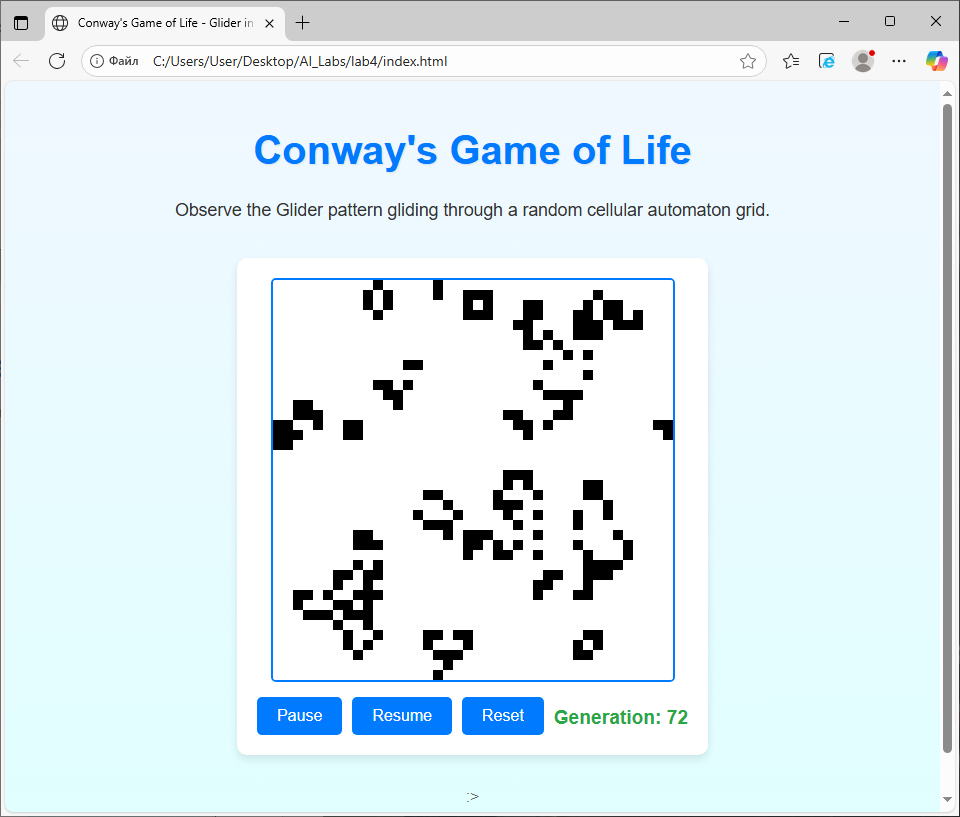 Conway's Game of Life - Glider in
Файл C:/Users/User/Desktop/AI_Labs/lab4/index.html
Conway's Game of Life
Observe the Glider pattern gliding through a random cellular automaton grid.
Pause Resume Reset Generation: 72
:>